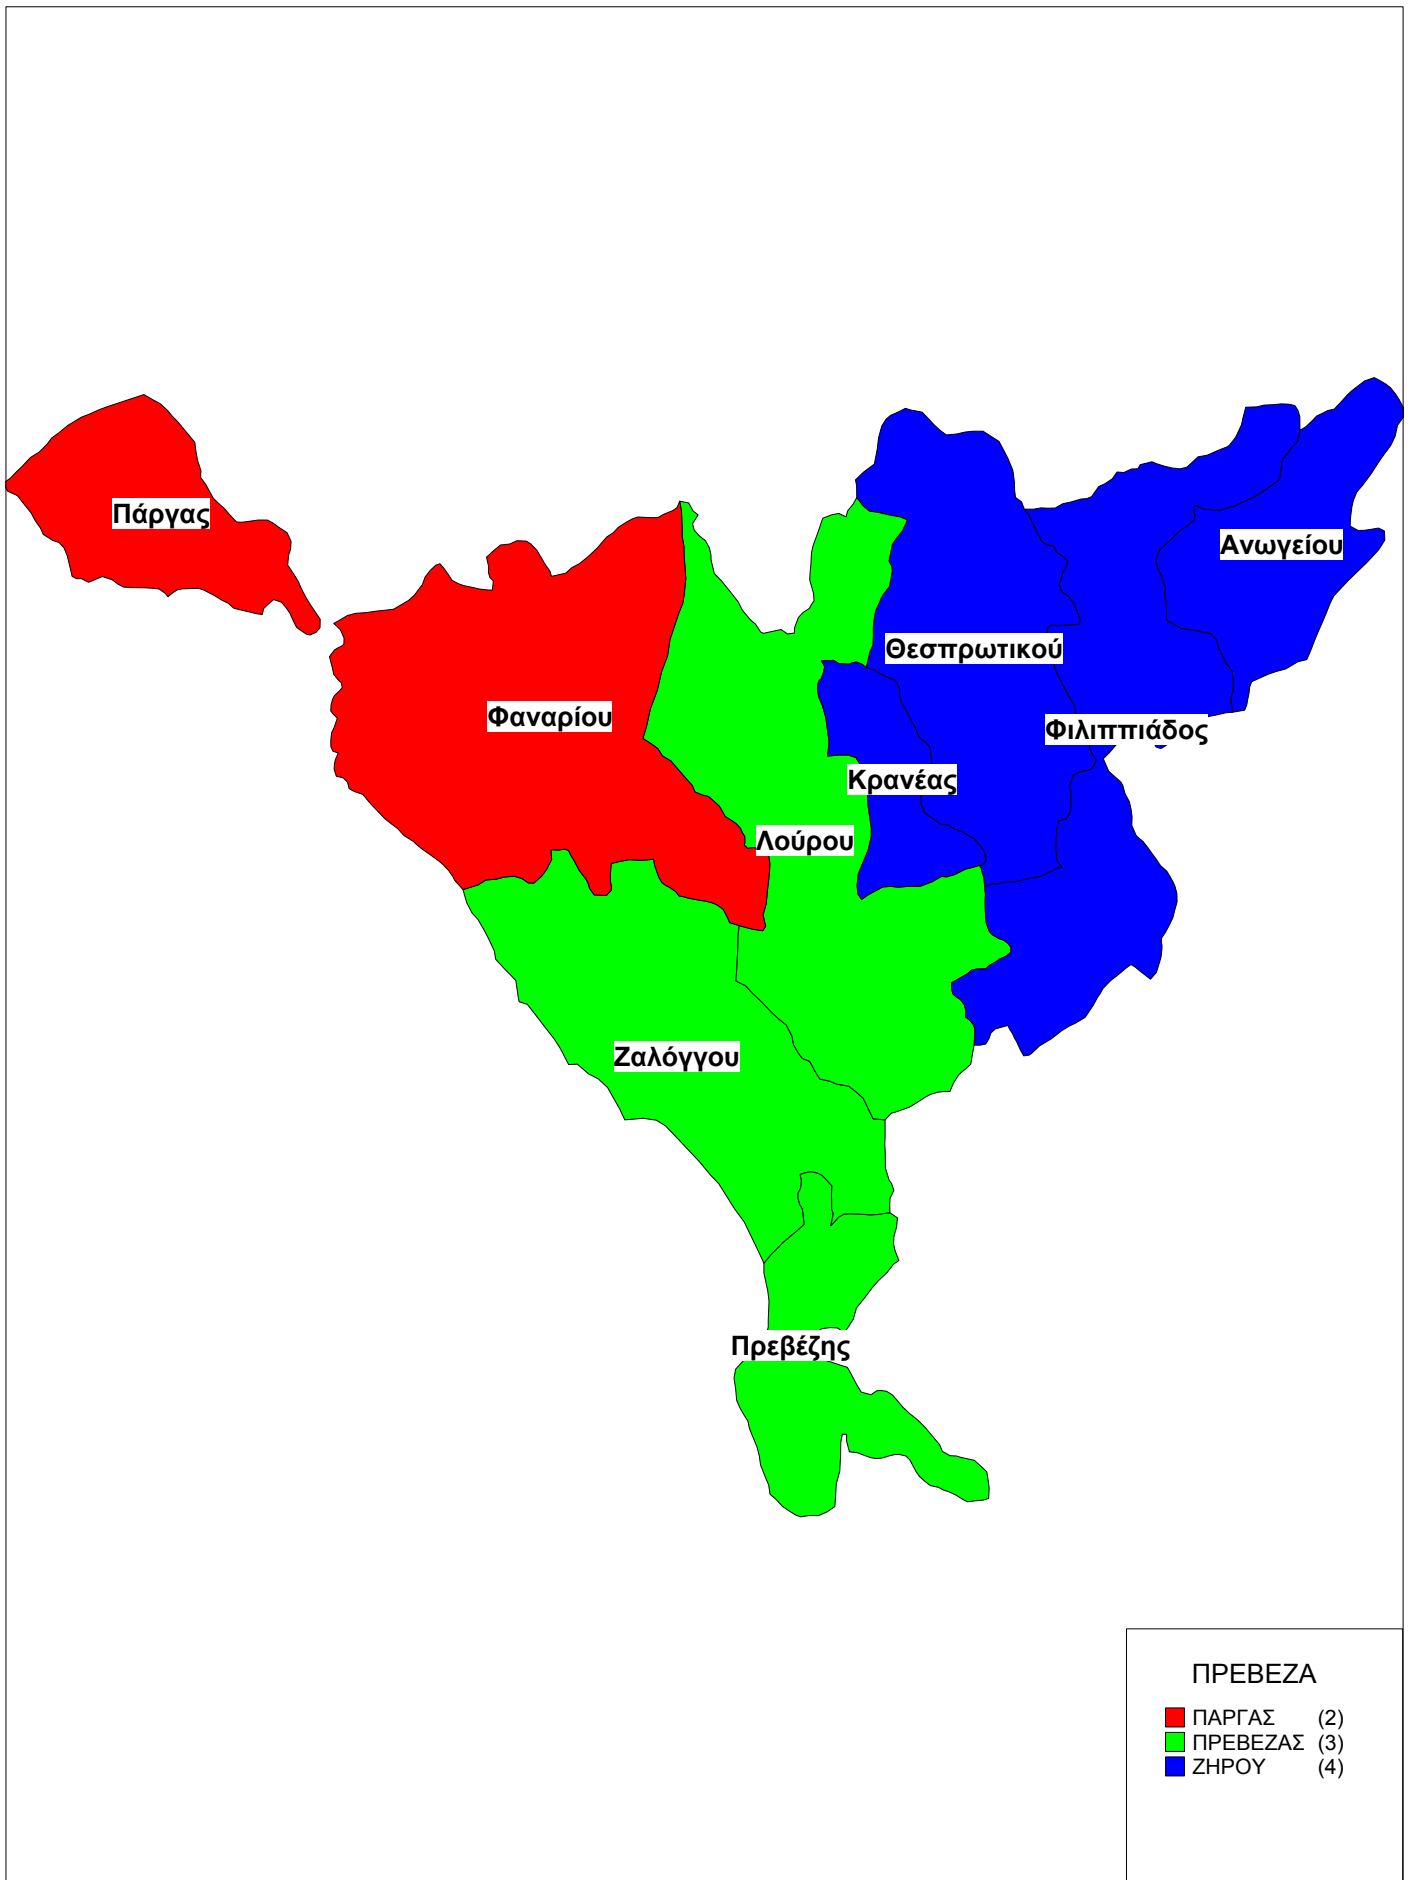 Πάργας
Ανωγείου
Θεσπρωτικού
Φαναρίου
Φιλιππιάδος
Κρανέας
Λούρου
Ζαλόγγου
Πρεβέζης
ΠΡΕΒΕΖΑ
ΠΑΡΓΑΣ (2)
ΠΡΕΒΕΖΑΣ (3)
ΖΗΡΟΥ (4)